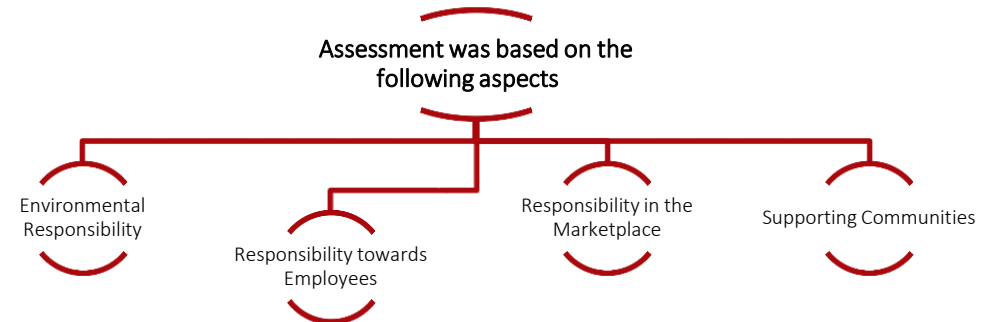 Assessment was based on the
following aspects
Environmental
Responsibility
Responsibility towards
Employees
Responsibility in the
Marketplace
Supporting Communities